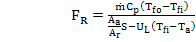 F_R = ṁC_p(T_fo−T_fi) / (A_a/A_r S−U_L(T_fi−T_a))